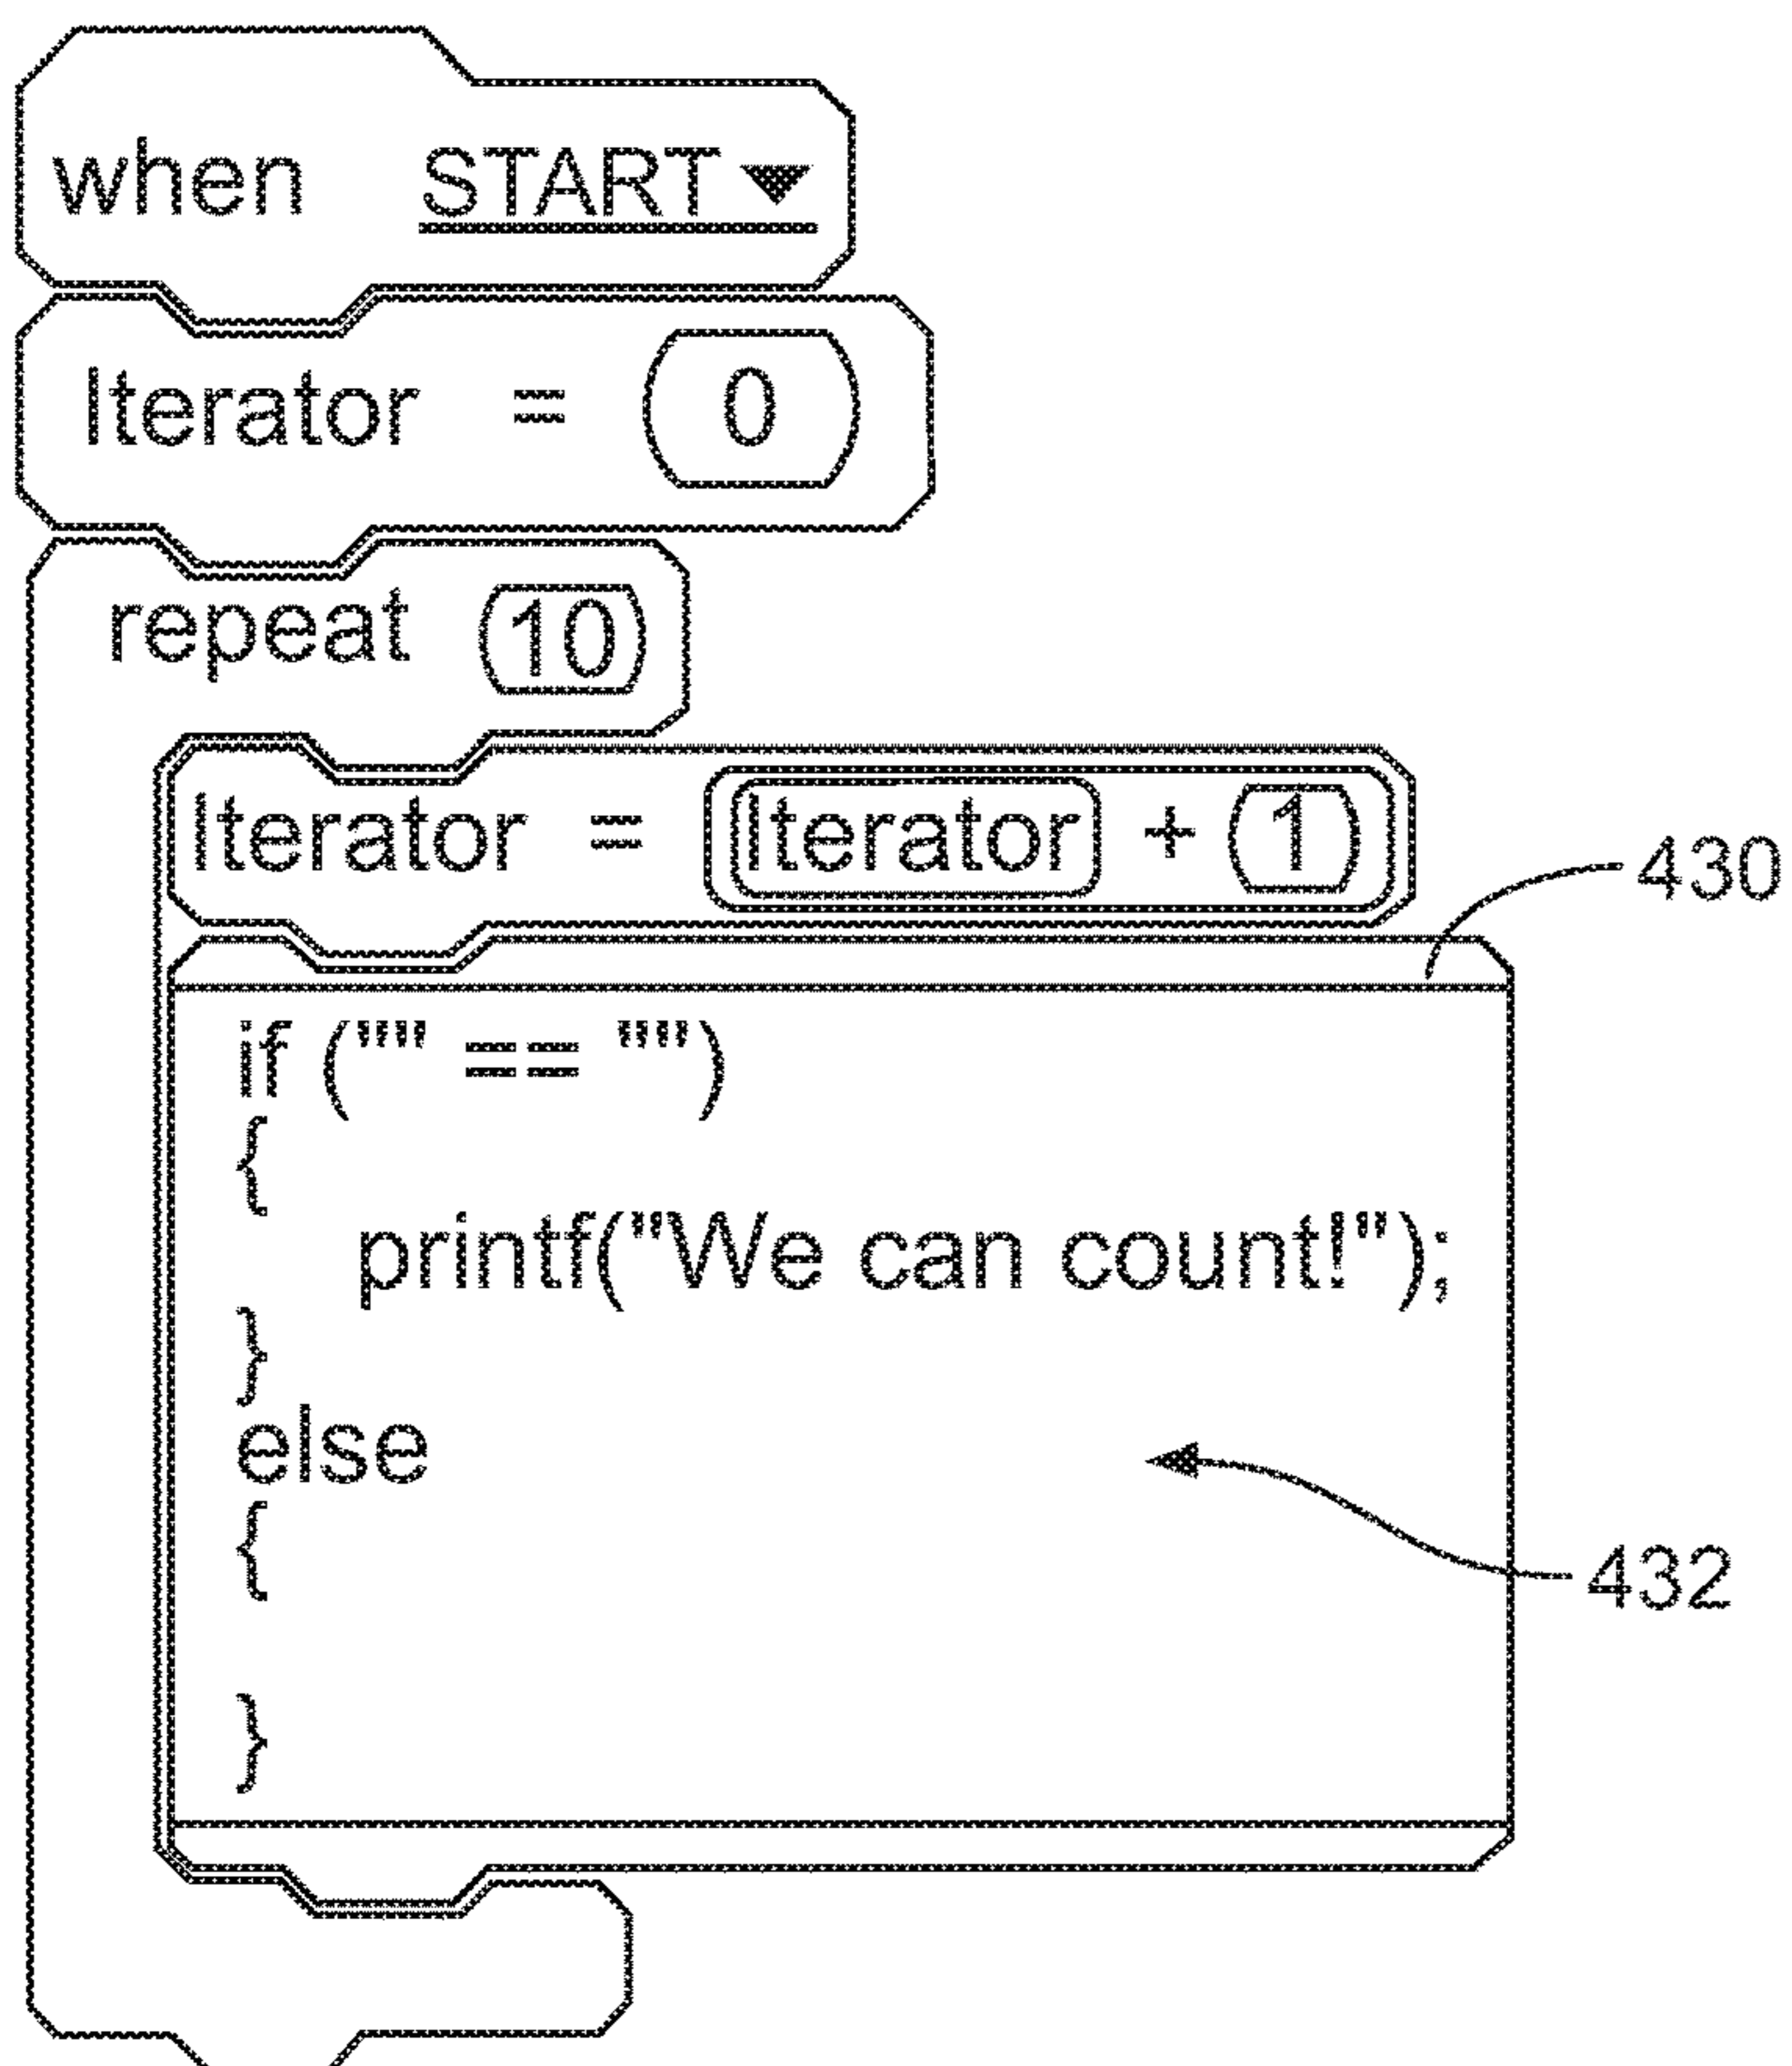 when START
Iterator = 0
repeat 10
Iterator = Iterator + 1
430
if ("" == "")
{
printf("We can count!");
}
else
{
432
}